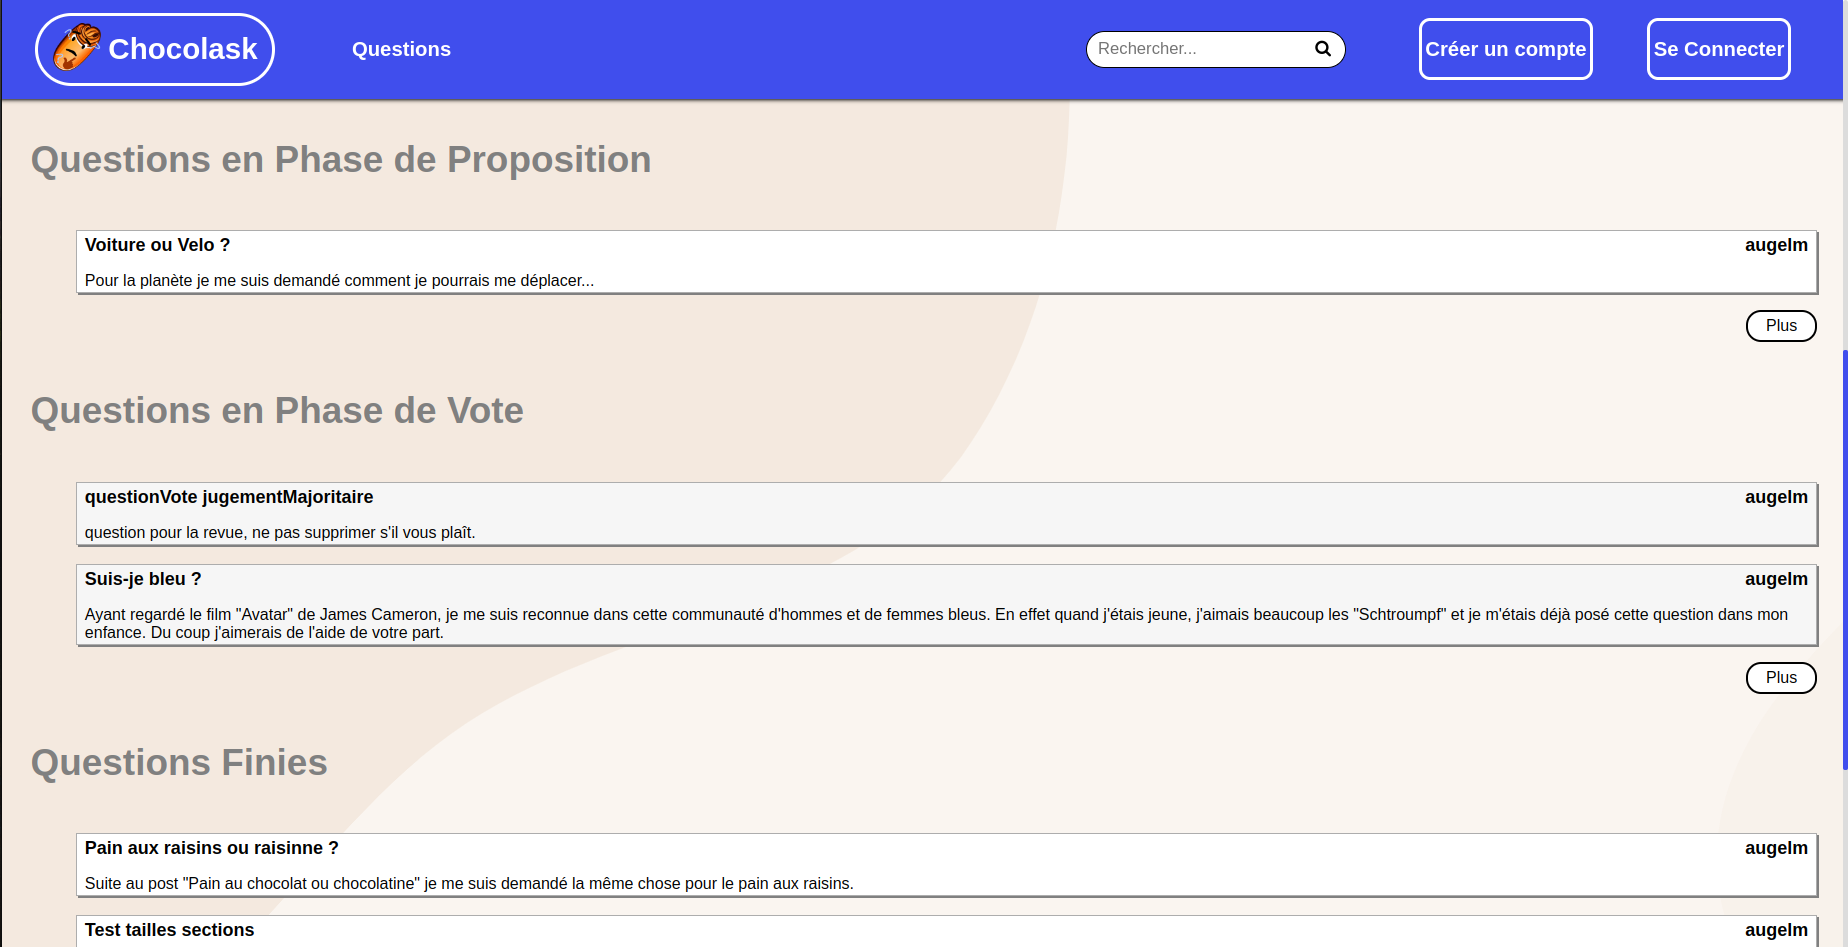 Chocolask
Questions
Rechercher...
Créer un compte
Se Connecter
Questions en Phase de Proposition
Voiture ou Velo ?
augelm
Pour la planète je me suis demandé comment je pourrais me déplacer...
Plus
Questions en Phase de Vote
questionVote jugementMajoritaire
augelm
question pour la revue, ne pas supprimer s'il vous plaît.
Suis-je bleu ?
augelm
Ayant regardé le film "Avatar" de James Cameron, je me suis reconnue dans cette communauté d'hommes et de femmes bleus. En effet quand j'étais jeune, j'aimais beaucoup les "Schtroumpf" et je m'étais déjà posé cette question dans mon
enfance. Du coup j'aimerais de l'aide de votre part.
Plus
Questions Finies
Pain aux raisins ou raisinne ?
augelm
Suite au post "Pain au chocolat ou chocolatine" je me suis demandé la même chose pour le pain aux raisins.
Test tailles sections
augelm